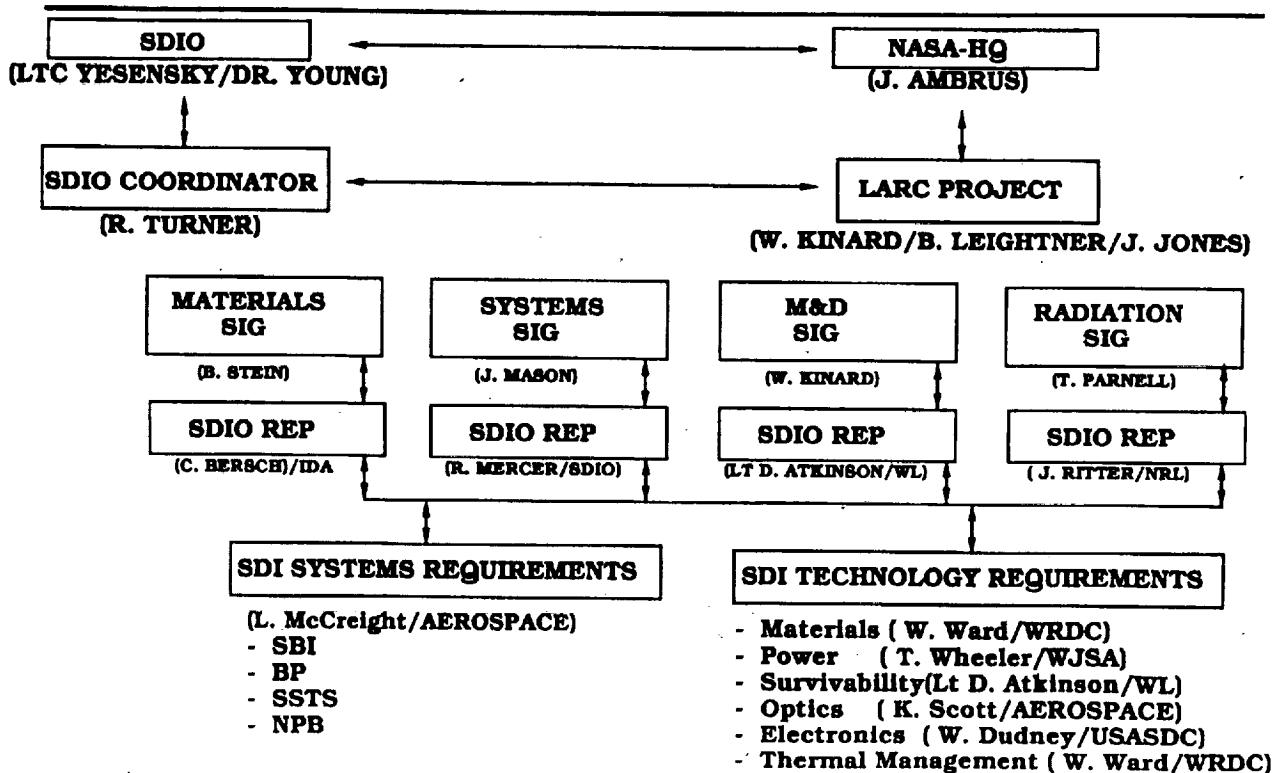 SDIO
(LTC YESENSKY/DR. YOUNG)
NASA-HQ
(J. AMBRUS)
SDIO COORDINATOR
(R. TURNER)
LARC PROJECT
(W. KINARD/B. LEIGHTNER/J. JONES)
MATERIALS
SIG
(B. STEIN)
SYSTEMS
SIG
(J. MASON)
M&D
SIG
(W. KINARD)
RADIATION
SIG
(T. PARNELL)
SDIO REP
(C. BERSCH)/IDA
SDIO REP
(R. MERCER/SDIO)
SDIO REP
(LT D. ATKINSON/WL)
SDIO REP
( J. RITTER/NRL)
SDI SYSTEMS REQUIREMENTS
(L. McCreight/AEROSPACE)
- SBI
- BP
- SSTS
- NPB
SDI TECHNOLOGY REQUIREMENTS
- Materials ( W. Ward/WRDC)
- Power ( T. Wheeler/WJSA)
- Survivability(Lt D. Atkinson/WL)
- Optics ( K. Scott/AEROSPACE)
- Electronics ( W. Dudney/USASDC)
- Thermal Management ( W. Ward/WRDC)